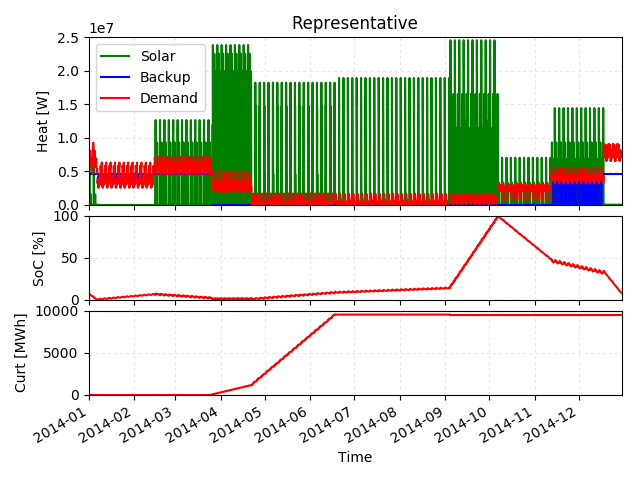 Representative
1e7
2.5
2.0
1.5
1.0
0.5
0.0
Heat [W]
Solar
Backup
Demand
100
50
0
SoC [%]
10000
5000
0
Curt [MWh]
2014-01
2014-02
2014-03
2014-04
2014-05
2014-06
2014-07
2014-08
2014-09
2014-10
2014-11
2014-12
Time